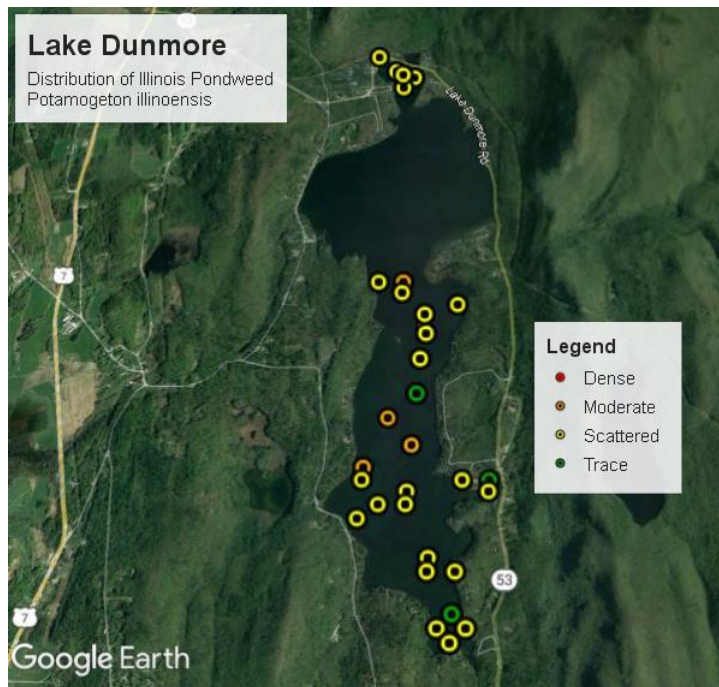 Lake Dunmore
Distribution of Illinois Pondweed
Potamogeton illinoensis
53
Lake Dunmore Rd
7
Legend
Dense
Moderate
Scattered
Trace
53
7
Google Earth